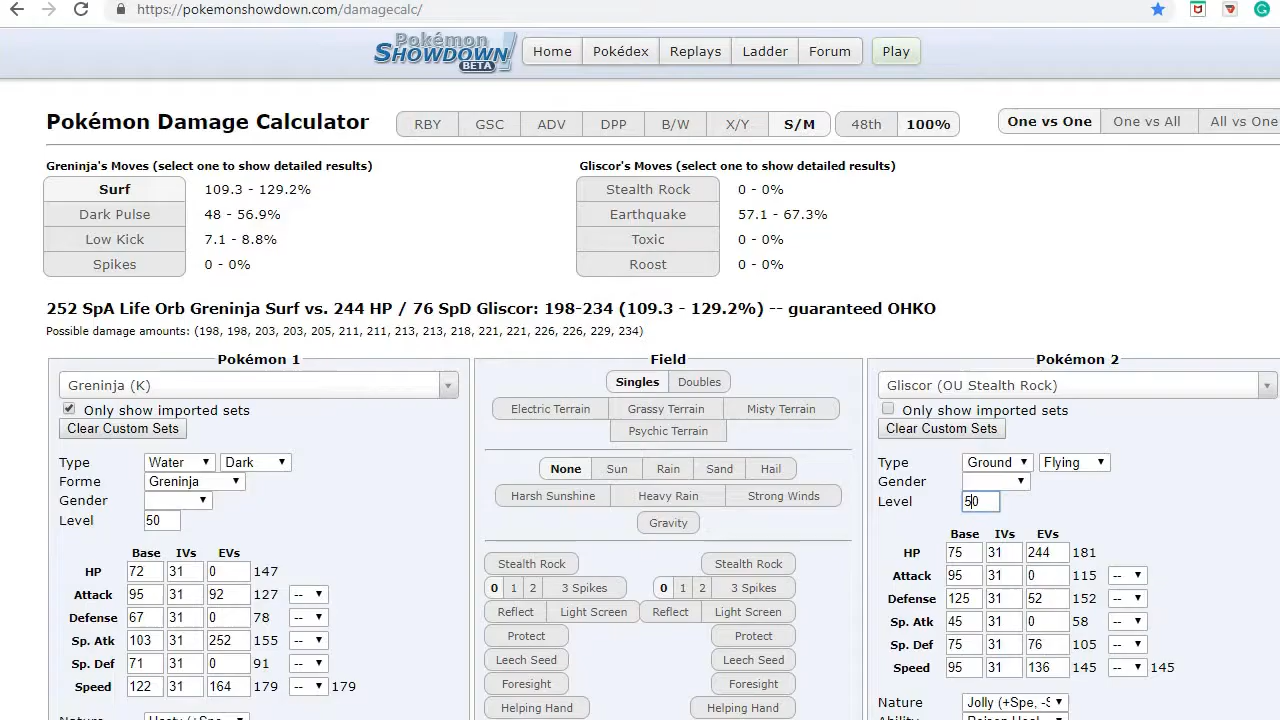 https://pokemonshowdown.com/damagecalc/
Pokémon SHOWDOWN! BETA Home Pokédex Replays Ladder Forum Play
Pokémon Damage Calculator RBY GSC ADV DPP B/W X/Y S/M 48th 100% One vs One One vs All All vs One
Greninja's Moves (select one to show detailed results) Gliscor's Moves (select one to show detailed results)
Surf 109.3 - 129.2% Stealth Rock 0 - 0%
Dark Pulse 48 - 56.9% Earthquake 57.1 - 67.3%
Low Kick 7.1 - 8.8% Toxic 0 - 0%
Spikes 0 - 0% Roost 0 - 0%
252 SpA Life Orb Greninja Surf vs. 244 HP / 76 SpD Gliscor: 198-234 (109.3 - 129.2%) -- guaranteed OHKO
Possible damage amounts: (198, 198, 203, 203, 205, 211, 211, 213, 213, 218, 221, 221, 226, 226, 229, 234)
Pokémon 1
Greninja (K)
Only show imported sets
Clear Custom Sets
Type Water Dark
Forme Greninja
Gender
Level 50
Base IVs EVs
HP 72 31 0 147
Attack 95 31 92 127 --
Defense 67 31 0 78 --
Sp. Atk 103 31 252 155 --
Sp. Def 71 31 0 91 --
Speed 122 31 164 179 -- 179
Field
Singles Doubles
Electric Terrain Grassy Terrain Misty Terrain
Psychic Terrain
None Sun Rain Sand Hail
Harsh Sunshine Heavy Rain Strong Winds
Gravity
Stealth Rock Stealth Rock
0 1 2 3 Spikes 0 1 2 3 Spikes
Reflect Light Screen Reflect Light Screen
Protect Protect
Leech Seed Leech Seed
Foresight Foresight
Helping Hand Helping Hand
Pokémon 2
Gliscor (OU Stealth Rock)
Only show imported sets
Clear Custom Sets
Type Ground Flying
Gender
Level 50
Base IVs EVs
HP 75 31 244 181
Attack 95 31 0 115 --
Defense 125 31 52 152 --
Sp. Atk 45 31 0 58 --
Sp. Def 75 31 76 105 --
Speed 95 31 136 145 -- 145
Nature Jolly (+Spe, -S